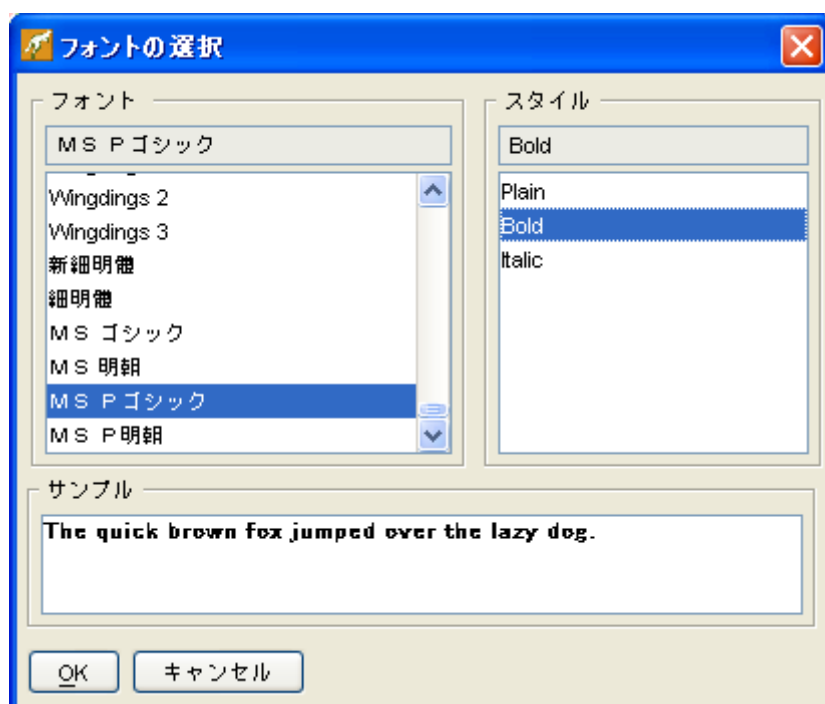 フォントの選択
フォント
ＭＳ Ｐゴシック
Wingdings 2
Wingdings 3
新細明體
細明體
ＭＳ ゴシック
ＭＳ 明朝
ＭＳ Ｐゴシック
ＭＳ Ｐ明朝
スタイル
Bold
Plain
Bold
Italic
サンプル
The quick brown fox jumped over the lazy dog.
OK
キャンセル